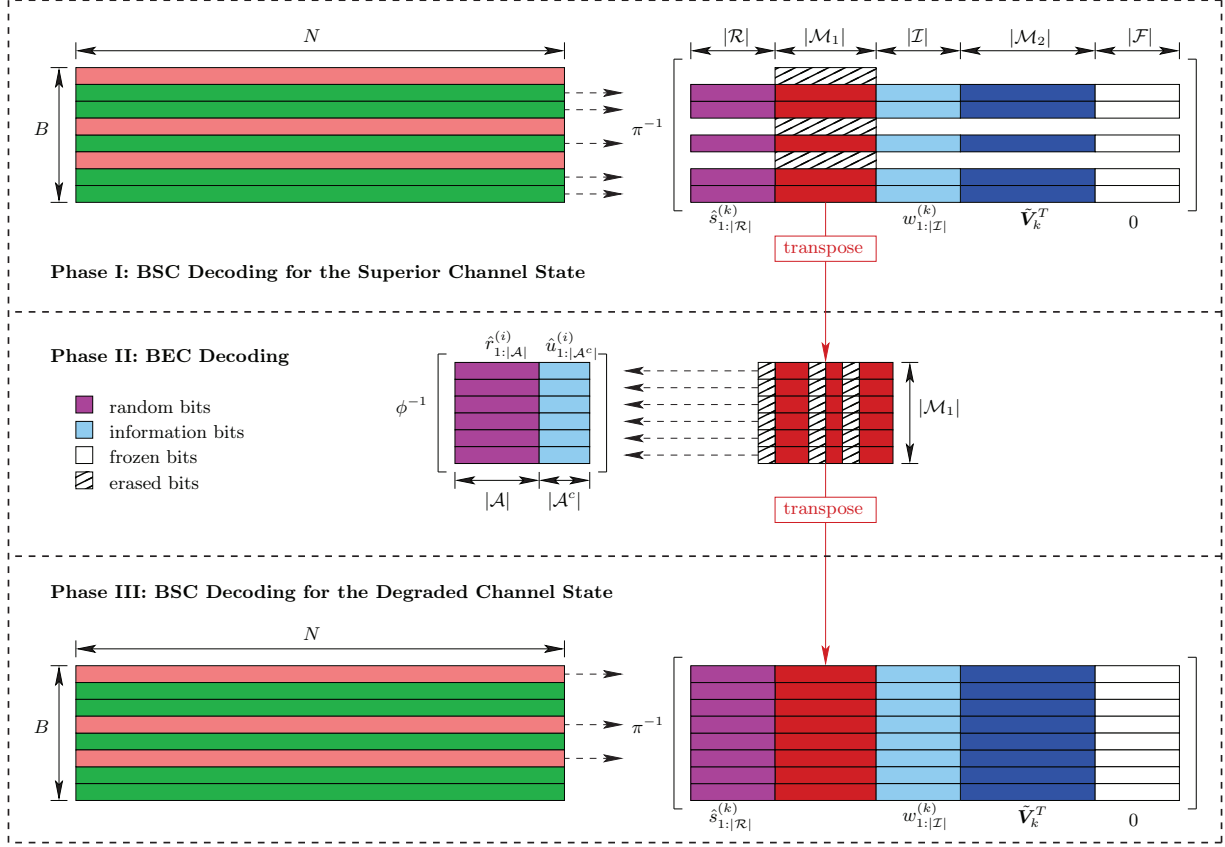 N
|R| |M₁| |I| |M₂| |F|
B
π⁻¹
ŝ^{(k)}_{1:|R|} w^{(k)}_{1:|I|} Ṽ_k^T 0
transpose
Phase I: BSC Decoding for the Superior Channel State
Phase II: BEC Decoding
r̂^{(i)}_{1:|A|} û^{(i)}_{1:|A^c|}
φ⁻¹
|M₁|
random bits
information bits
frozen bits
erased bits
|A| |A^c|
transpose
Phase III: BSC Decoding for the Degraded Channel State
N
B
π⁻¹
ŝ^{(k)}_{1:|R|} w^{(k)}_{1:|I|} Ṽ_k^T 0